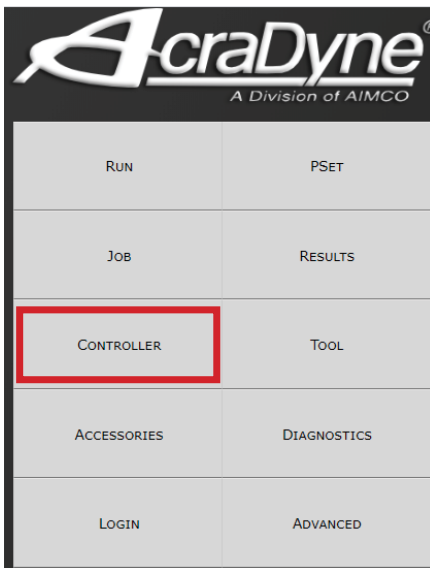 AcraDyne®
A Division of AIMCO
RUN PSET
JOB RESULTS
CONTROLLER TOOL
ACCESSORIES DIAGNOSTICS
LOGIN ADVANCED